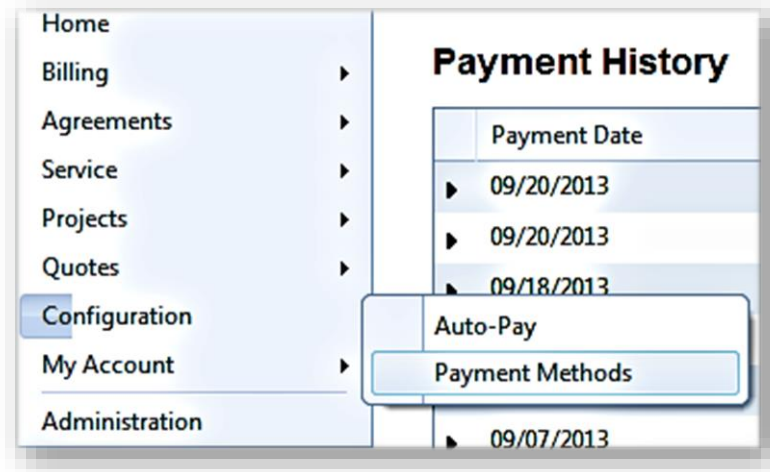 Home
Billing
Agreements
Service
Projects
Quotes
Configuration
My Account
Administration
Payment History
Payment Date
09/20/2013
09/20/2013
09/18/2013
Auto-Pay
Payment Methods
09/07/2013